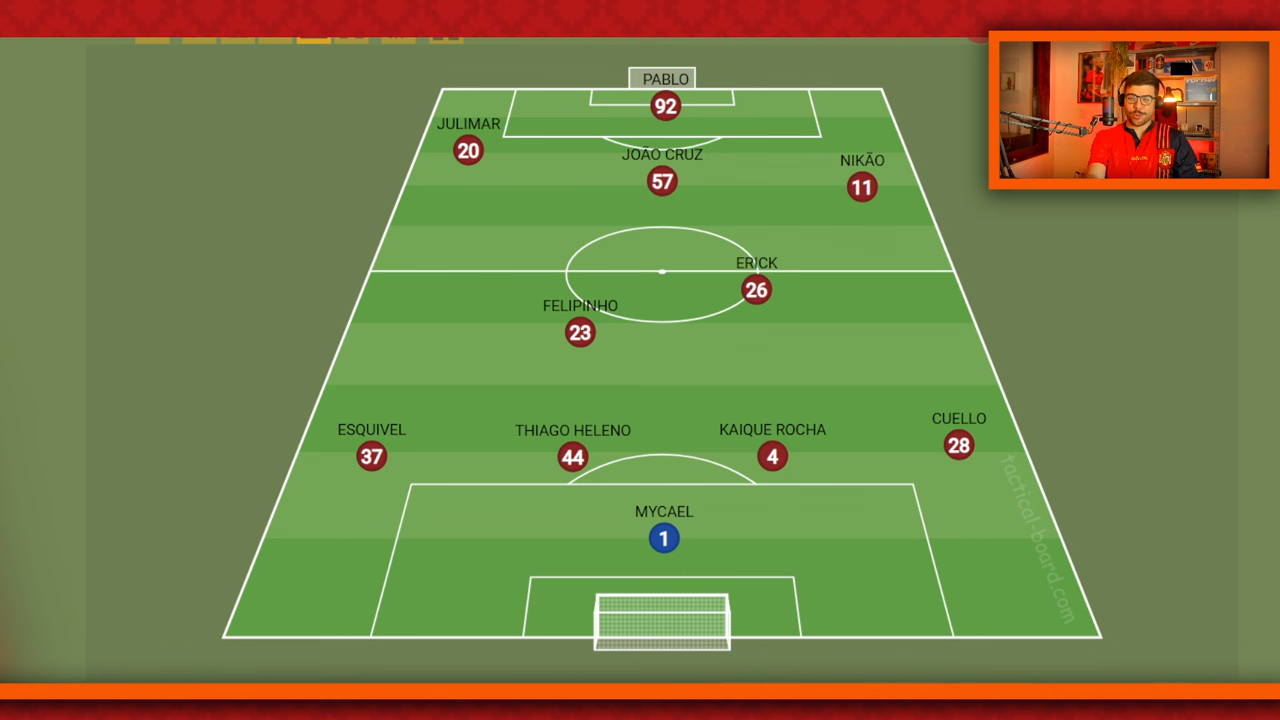 PABLO
92
JULIMAR
20
JOÃO CRUZ
57
NIKÃO
11
ERICK
26
FELIPINHO
23
ESQUIVEL
37
THIAGO HELENO
44
KAIQUE ROCHA
4
CUELLO
28
MYCAEL
1
tactical-board.com